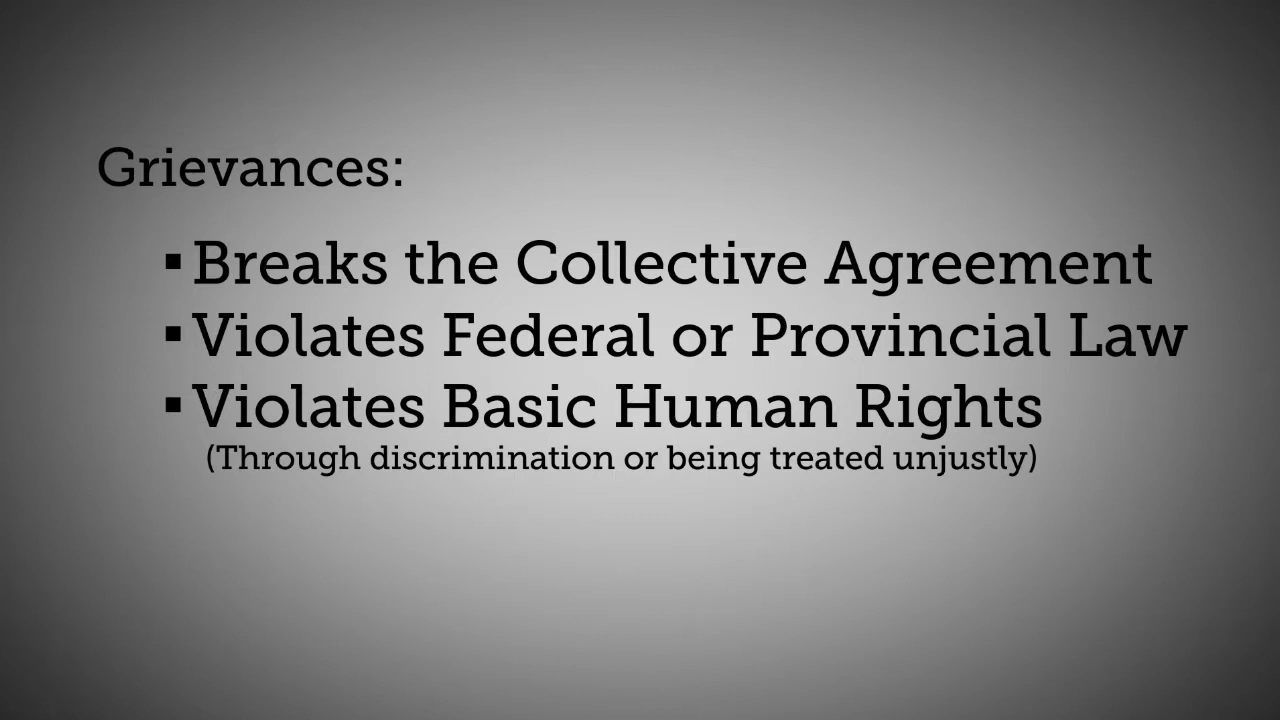 Grievances:
▪ Breaks the Collective Agreement
▪ Violates Federal or Provincial Law
▪ Violates Basic Human Rights
(Through discrimination or being treated unjustly)